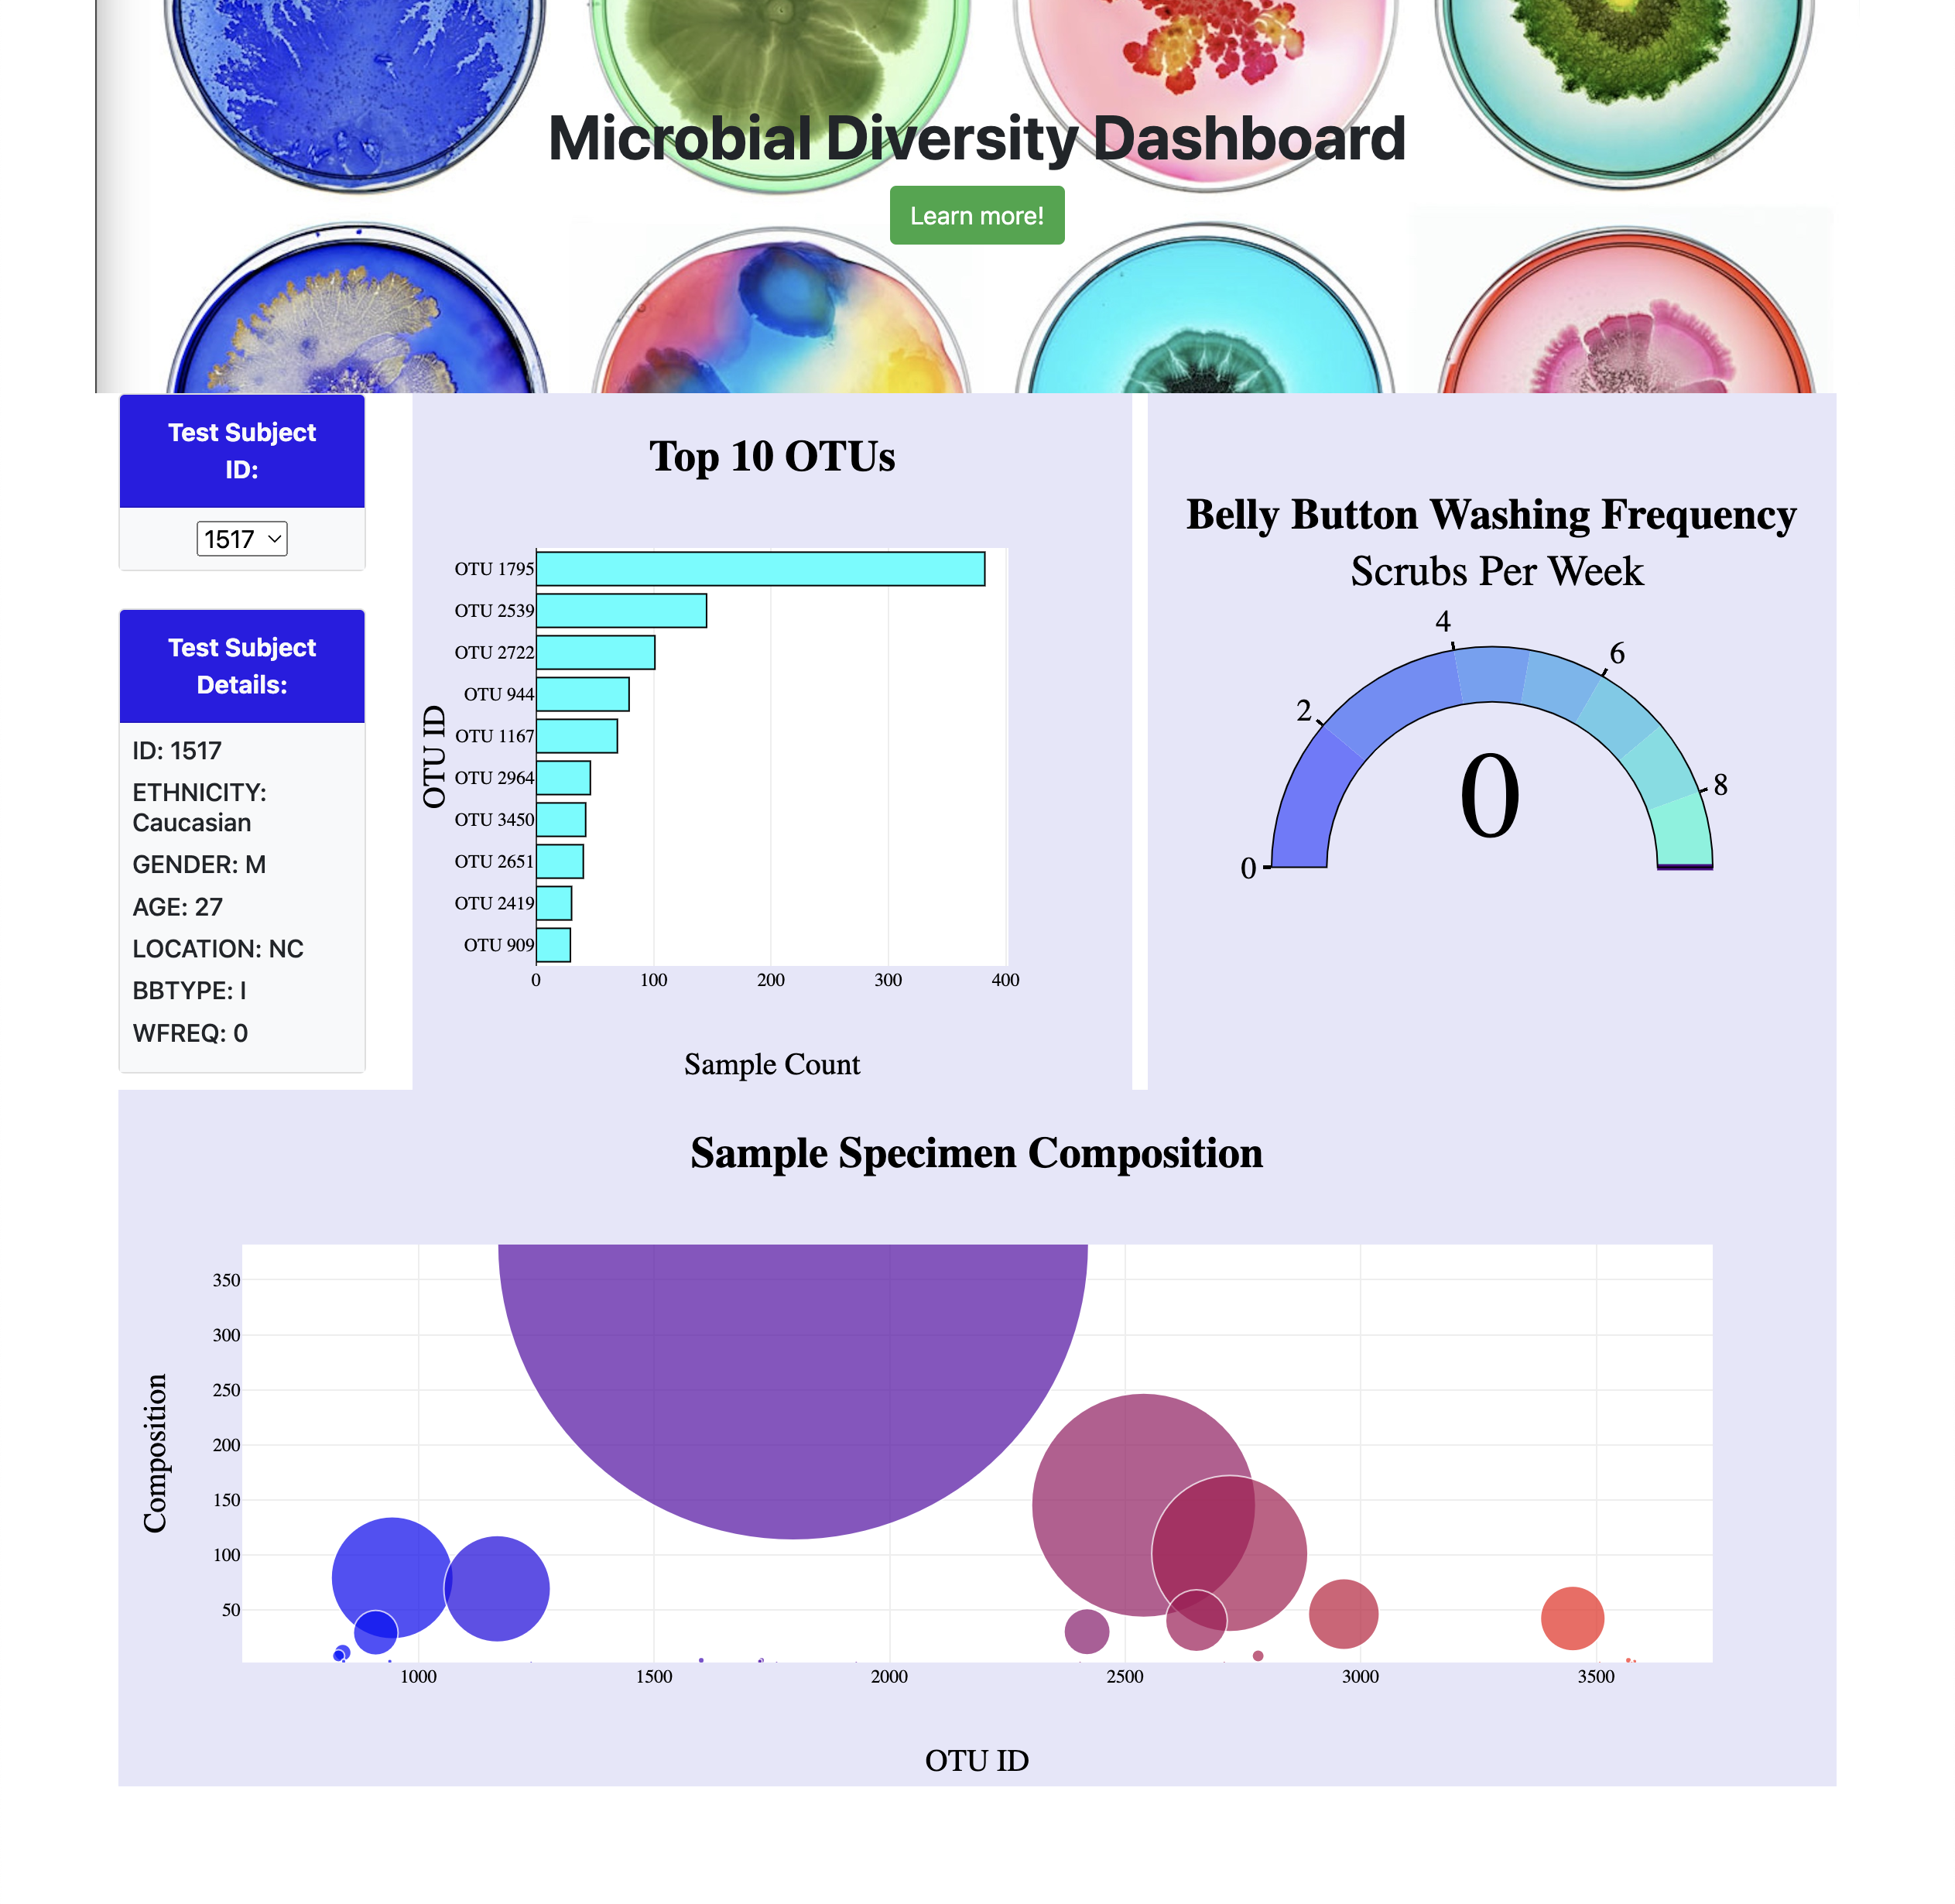 Microbial Diversity Dashboard
Learn more!
Test Subject
ID:
1517
Test Subject
Details:
ID: 1517
ETHNICITY:
Caucasian
GENDER: M
AGE: 27
LOCATION: NC
BBTYPE: I
WFREQ: 0
Top 10 OTUs
OTU ID
OTU 1795
OTU 2539
OTU 2722
OTU 944
OTU 1167
OTU 2964
OTU 3450
OTU 2651
OTU 2419
OTU 909
0 100 200 300 400
Sample Count
Belly Button Washing Frequency
Scrubs Per Week
0
2
4
6
8
0
Sample Specimen Composition
Composition
350
300
250
200
150
100
50
1000 1500 2000 2500 3000 3500
OTU ID